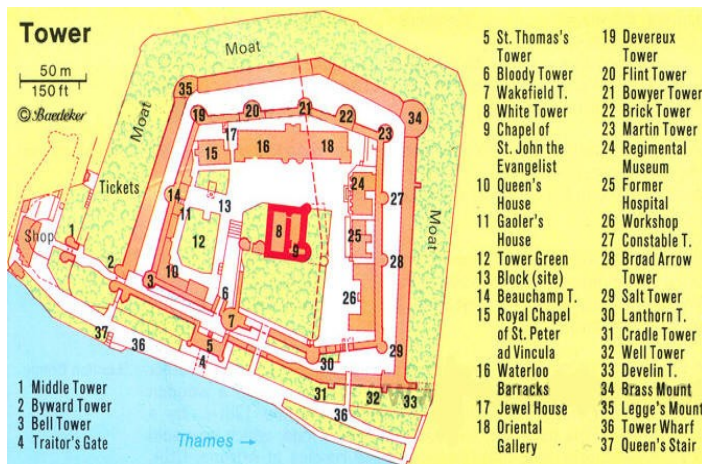 Tower
50 m
150 ft
© Baedeker
Moat
Moat
Moat
Tickets
Shop
Thames →
35
34
19
20
21
22
23
17
15
16
18
24
14
11
13
12
8
9
25
27
28
26
10
6
7
1
2
3
5
4
37
36
30
29
31
32
33
36
1 Middle Tower
2 Byward Tower
3 Bell Tower
4 Traitor's Gate
5 St. Thomas's
Tower
6 Bloody Tower
7 Wakefield T.
8 White Tower
9 Chapel of
St. John the
Evangelist
10 Queen's
House
11 Gaoler's
House
12 Tower Green
13 Block (site)
14 Beauchamp T.
15 Royal Chapel
of St. Peter
ad Vincula
16 Waterloo
Barracks
17 Jewel House
18 Oriental
Gallery
19 Devereux
Tower
20 Flint Tower
21 Bowyer Tower
22 Brick Tower
23 Martin Tower
24 Regimental
Museum
25 Former
Hospital
26 Workshop
27 Constable T.
28 Broad Arrow
Tower
29 Salt Tower
30 Lanthorn T.
31 Cradle Tower
32 Well Tower
33 Develin T.
34 Brass Mount
35 Legge's Mount
36 Tower Wharf
37 Queen's Stair